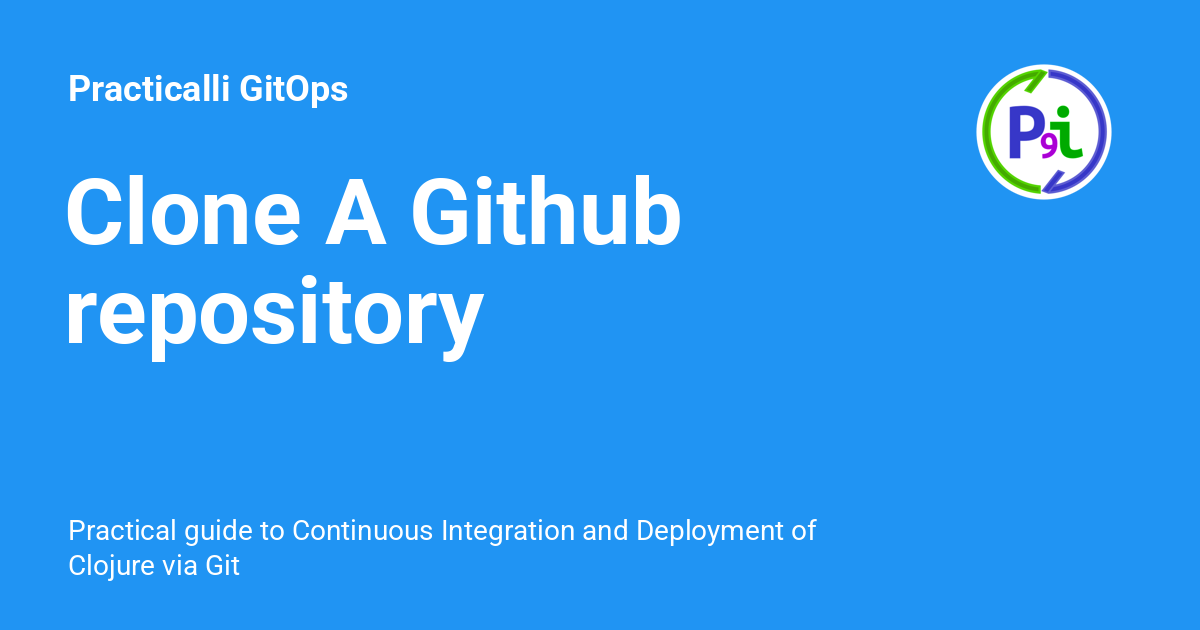 Practicalli GitOps
P9i
Clone A Github
repository
Practical guide to Continuous Integration and Deployment of
Clojure via Git